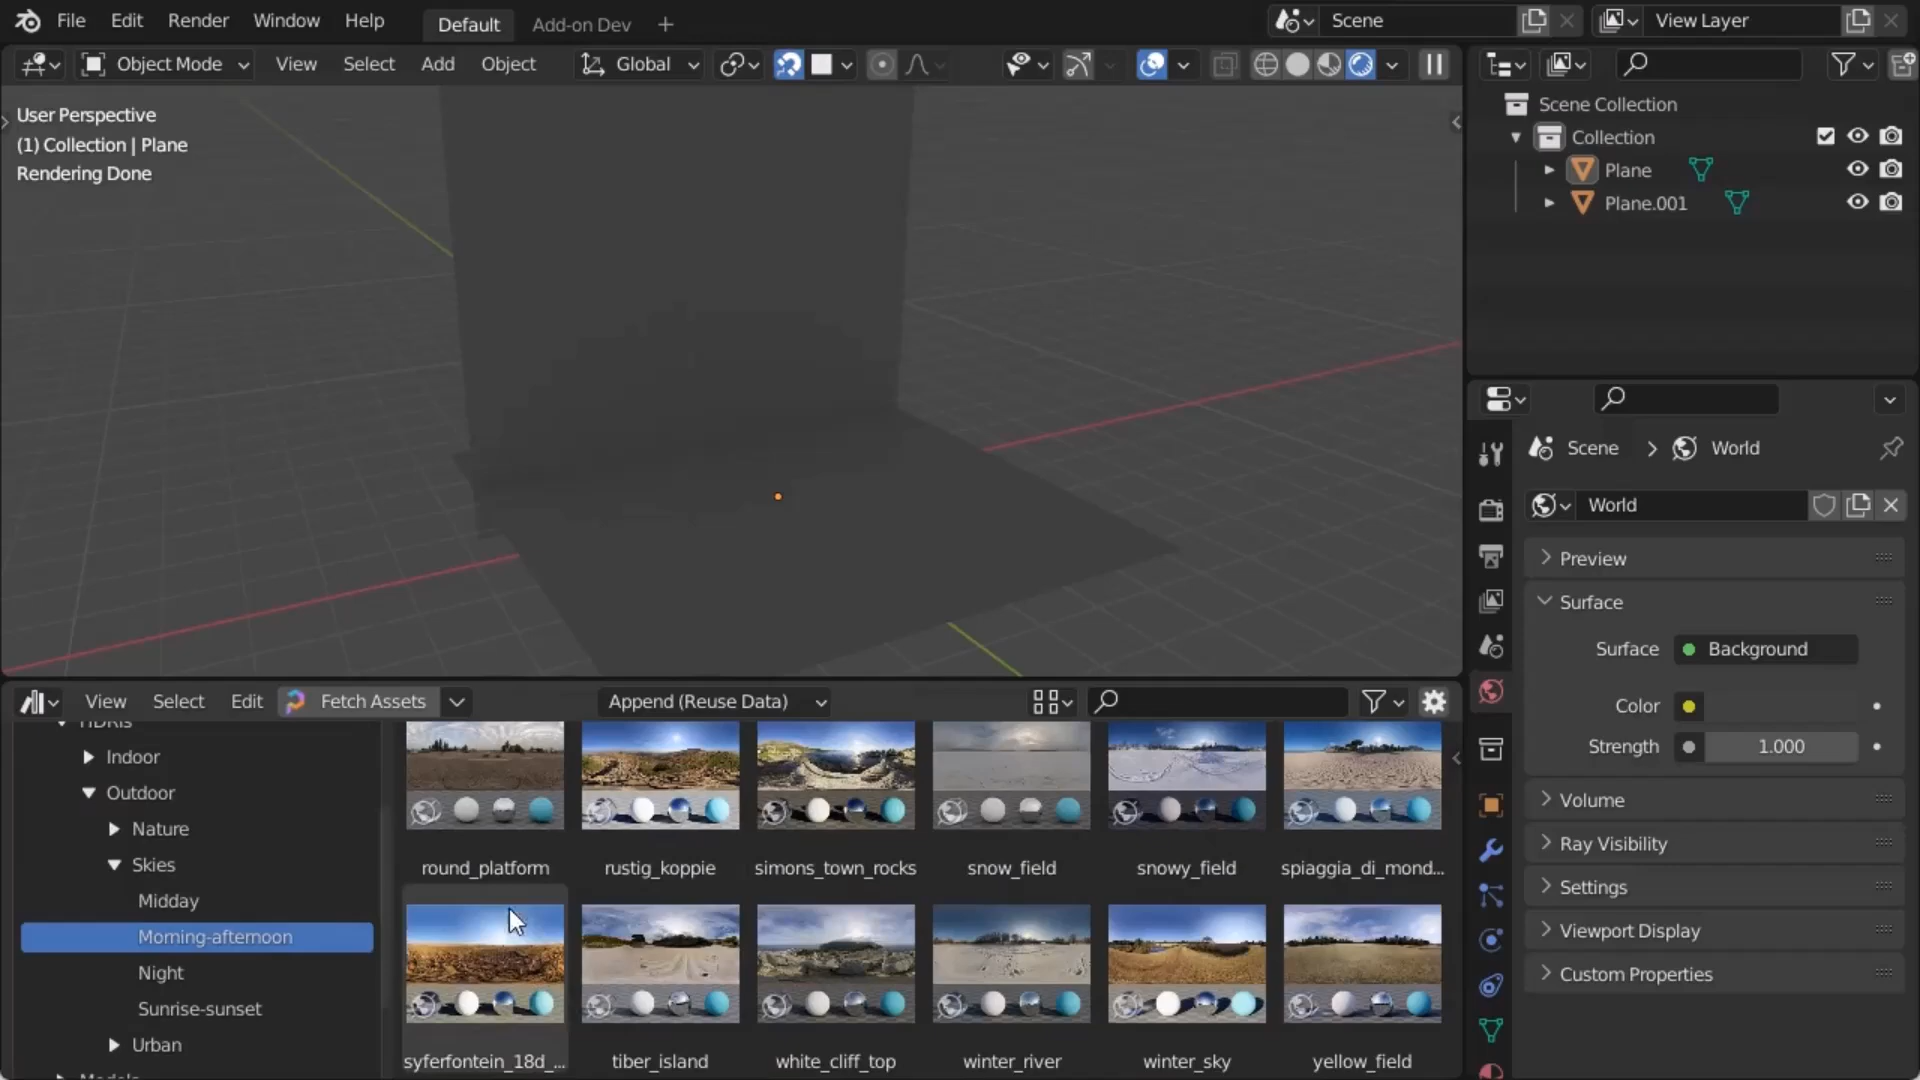 File Edit Render Window Help Default Add-on Dev + Scene View Layer
Object Mode View Select Add Object Global
User Perspective
(1) Collection | Plane
Rendering Done
Scene Collection
Collection
Plane
Plane.001
Scene > World
World
Preview
Surface
Surface Background
Color
Strength 1.000
Volume
Ray Visibility
Settings
Viewport Display
Custom Properties
View Select Edit Fetch Assets Append (Reuse Data)
HDRIs
Indoor
Outdoor
Nature
Skies
Midday
Morning-afternoon
Night
Sunrise-sunset
Urban
Models
round_platform rustig_koppie simons_town_rocks snow_field snowy_field spiaggia_di_mond...
syferfontein_18d_... tiber_island white_cliff_top winter_river winter_sky yellow_field